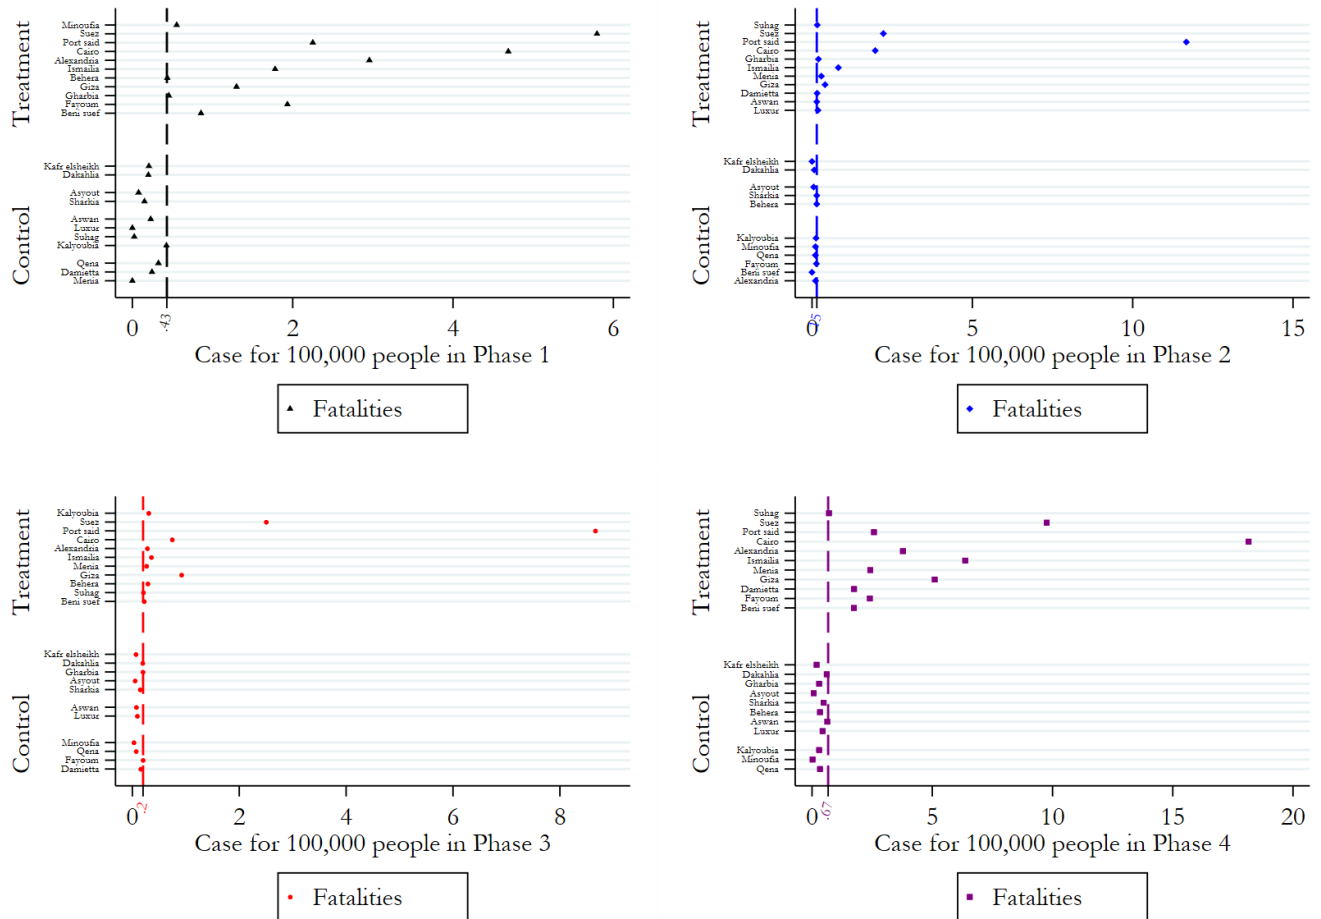 Treatment
Minoufia
Suez
Port said
Cairo
Alexandria
Ismailia
Behera
Giza
Gharbia
Fayoum
Beni suef
Control
Kafr elsheikh
Dakahlia
Asyout
Sharkia
Aswan
Luxur
Suhag
Kalyoubia
Qena
Damietta
Menia
0 .43 2 4 6
Case for 100,000 people in Phase 1
Fatalities
Treatment
Suhag
Suez
Port said
Cairo
Gharbia
Ismailia
Menia
Giza
Damietta
Aswan
Luxur
Control
Kafr elsheikh
Dakahlia
Asyout
Sharkia
Behera
Kalyoubia
Minoufia
Qena
Fayoum
Beni suef
Alexandria
0 5 10 15
Case for 100,000 people in Phase 2
Fatalities
Treatment
Kalyoubia
Suez
Port said
Cairo
Alexandria
Ismailia
Menia
Giza
Behera
Suhag
Beni suef
Control
Kafr elsheikh
Dakahlia
Gharbia
Asyout
Sharkia
Aswan
Luxur
Minoufia
Qena
Fayoum
Damietta
0 .2 2 4 6 8
Case for 100,000 people in Phase 3
Fatalities
Treatment
Suhag
Suez
Port said
Cairo
Alexandria
Ismailia
Menia
Giza
Damietta
Fayoum
Beni suef
Control
Kafr elsheikh
Dakahlia
Gharbia
Asyout
Sharkia
Behera
Aswan
Luxur
Kalyoubia
Minoufia
Qena
0 .67 5 10 15 20
Case for 100,000 people in Phase 4
Fatalities